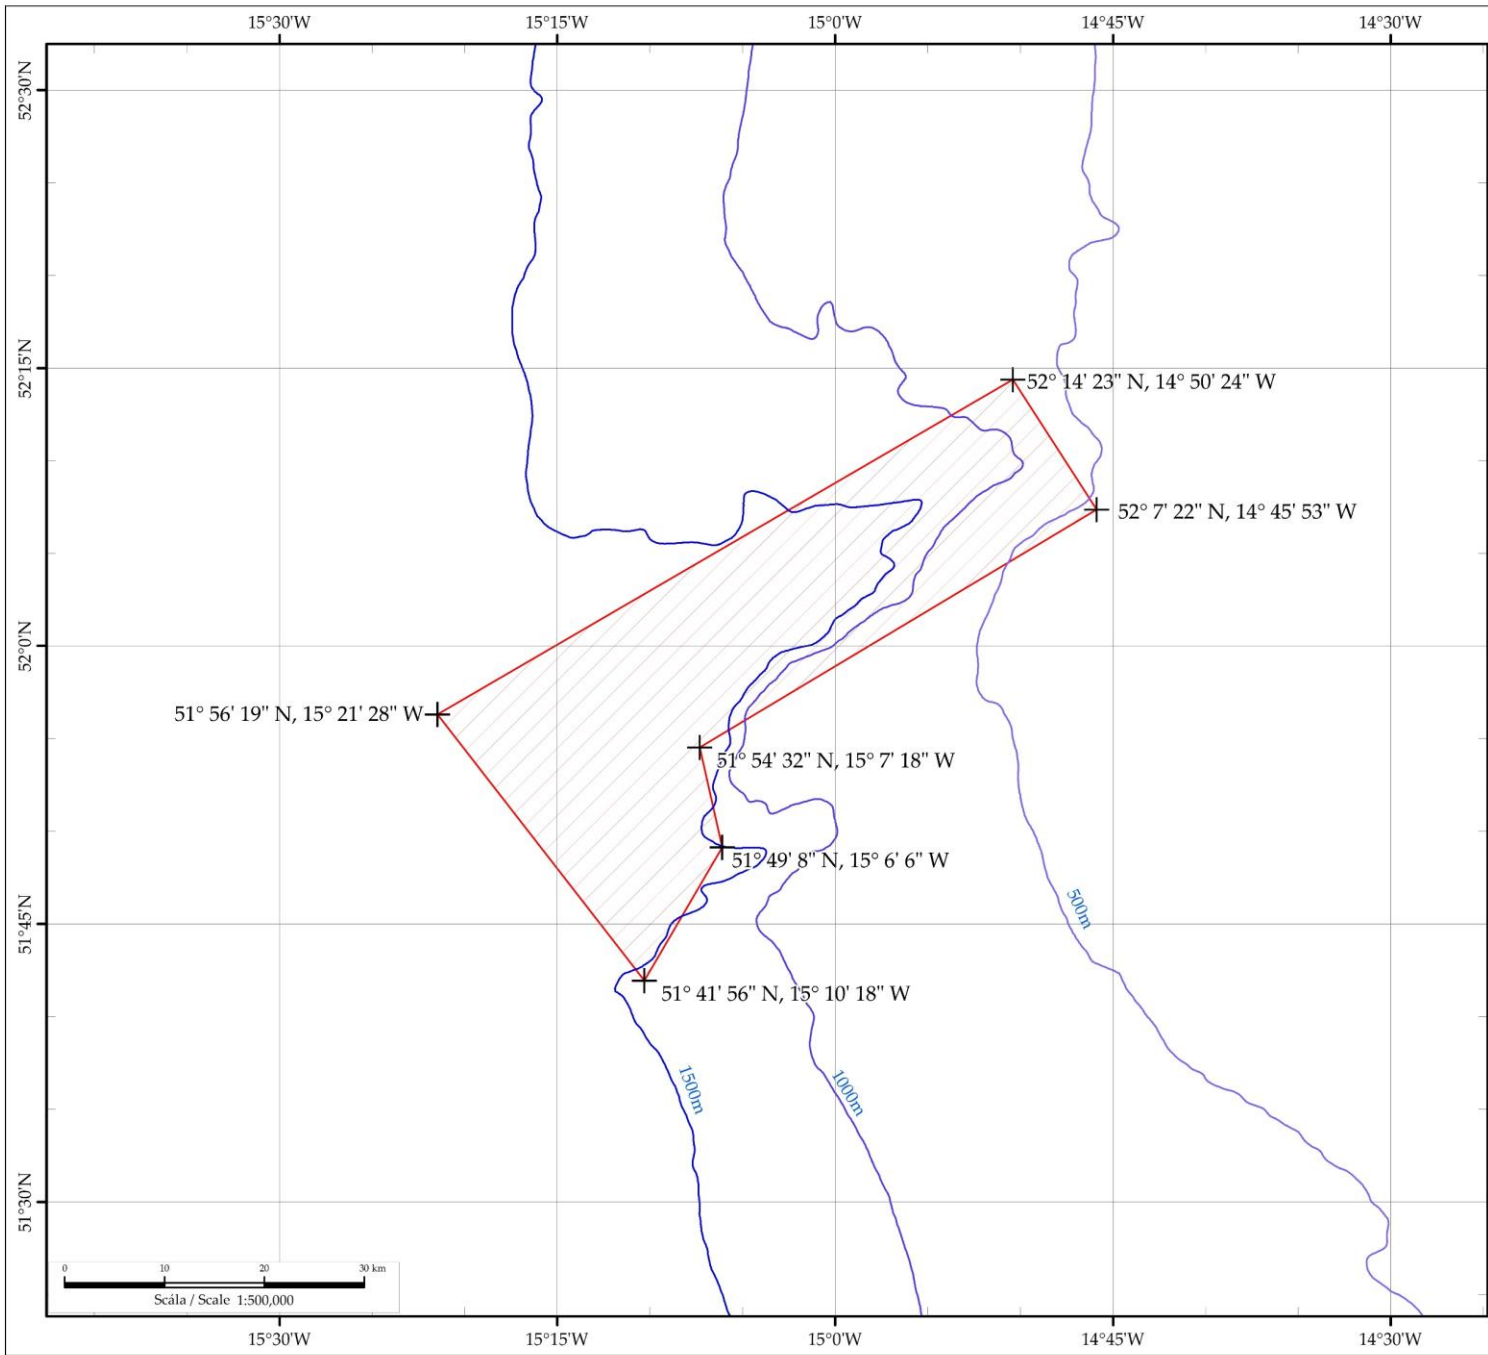 15°30'W
15°15'W
15°0'W
14°45'W
14°30'W
52°30'N
52°15'N
52° 14' 23" N, 14° 50' 24" W
52° 7' 22" N, 14° 45' 53" W
52°0'N
51° 56' 19" N, 15° 21' 28" W
51° 54' 32" N, 15° 7' 18" W
51° 49' 8" N, 15° 6' 6" W
51°45'N
500m
51° 41' 56" N, 15° 10' 18" W
1500m
1000m
51°30'N
0 10 20 30 km
Scála / Scale 1:500,000
15°30'W
15°15'W
15°0'W
14°45'W
14°30'W